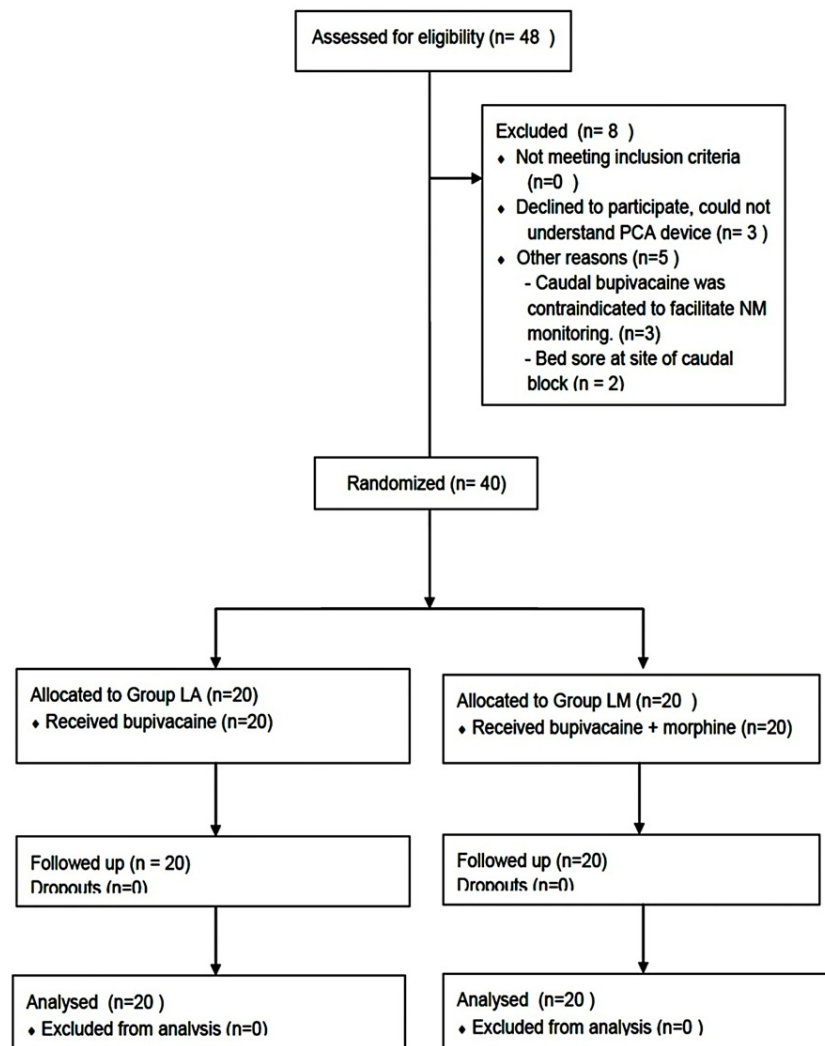 Assessed for eligibility (n= 48 )
Excluded (n= 8 )
♦ Not meeting inclusion criteria
(n=0 )
♦ Declined to participate, could not
understand PCA device (n= 3 )
♦ Other reasons (n=5 )
- Caudal bupivacaine was
contraindicated to facilitate NM
monitoring. (n=3)
- Bed sore at site of caudal
block (n = 2)
Randomized (n= 40)
Allocated to Group LA (n=20)
♦ Received bupivacaine (n=20)
Allocated to Group LM (n=20 )
♦ Received bupivacaine + morphine (n=20)
Followed up (n = 20)
Dropouts (n=0)
Followed up (n=20)
Dropouts (n=0)
Analysed (n=20 )
♦ Excluded from analysis (n=0)
Analysed (n=20 )
♦ Excluded from analysis (n=0 )